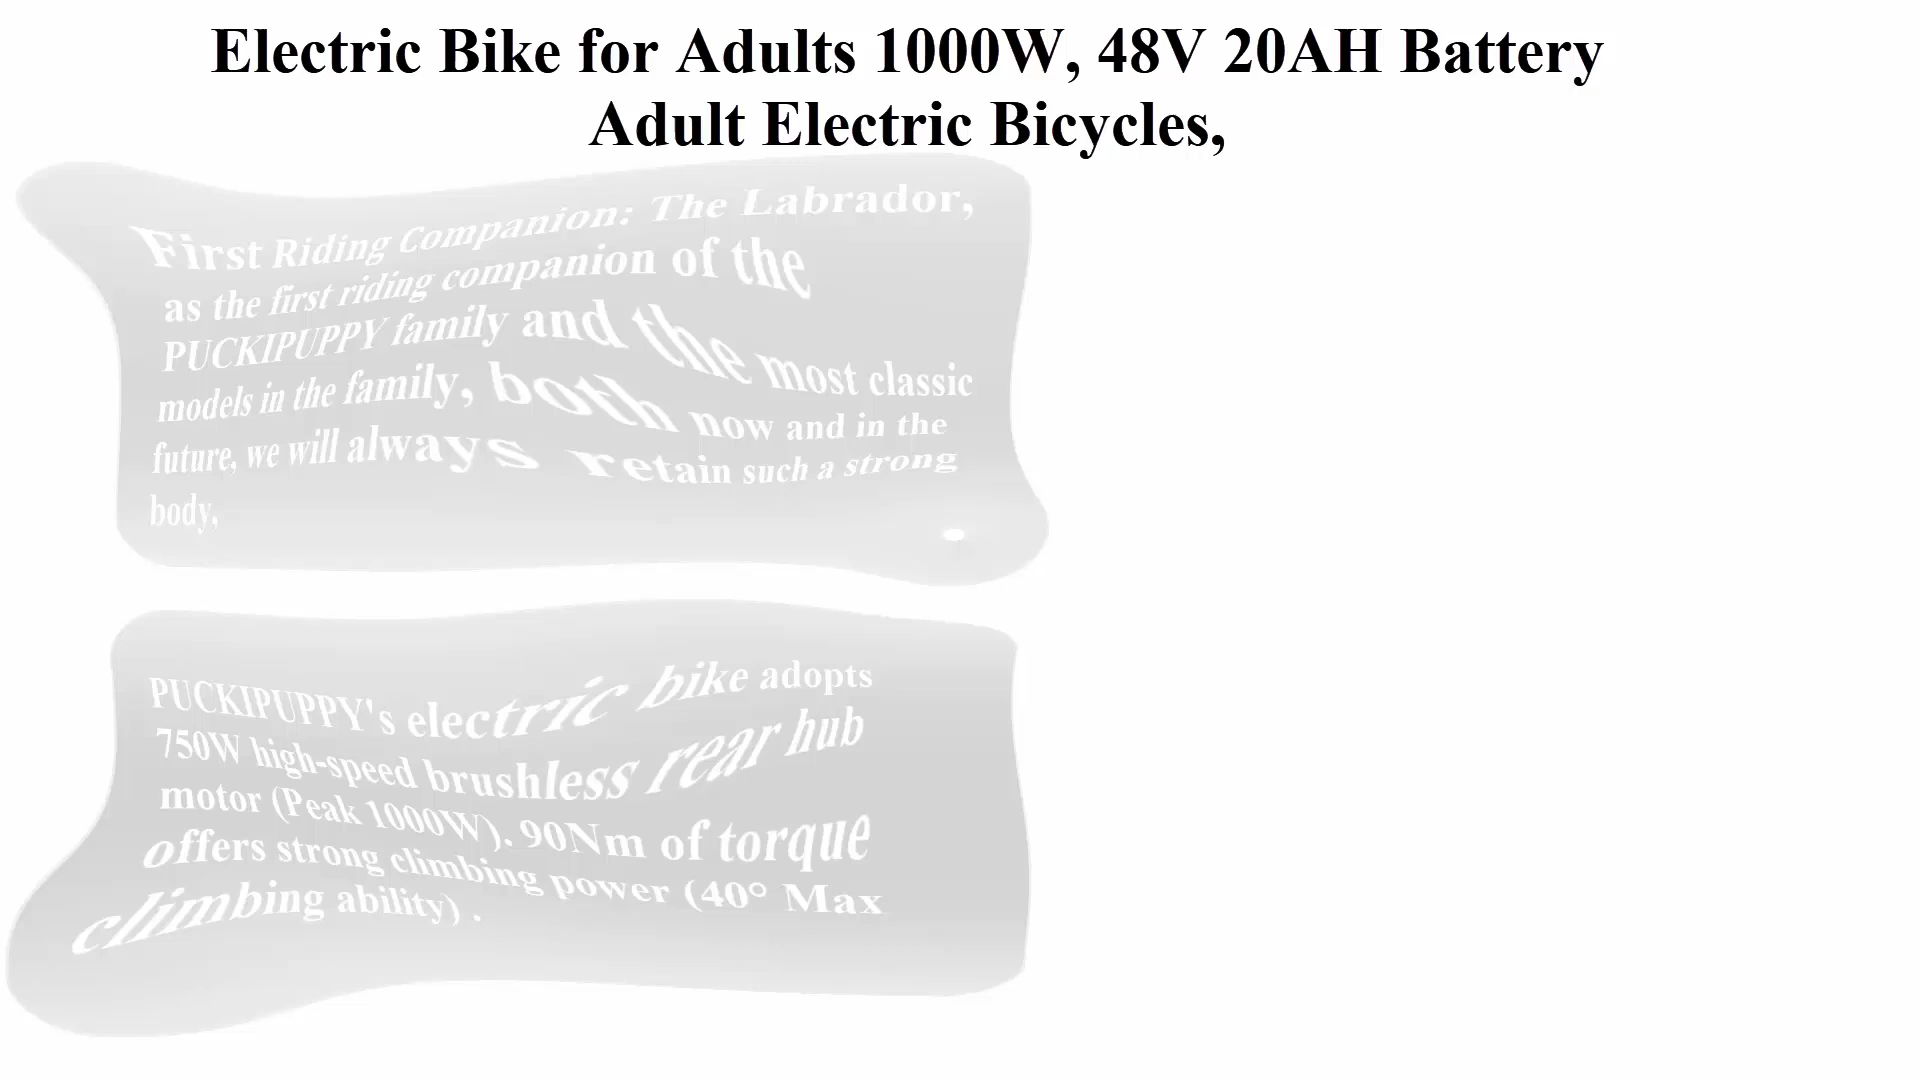 Electric Bike for Adults 1000W, 48V 20AH Battery
Adult Electric Bicycles,
First Riding Companion: The Labrador,
as the first riding companion of the
PUCKIPUPPY family and the most classic
models in the family, both now and in the
future, we will always retain such a strong
body,
PUCKIPUPPY's electric bike adopts
750W high-speed brushless rear hub
motor (Peak 1000W). 90Nm of torque
offers strong climbing power (40° Max
climbing ability) .